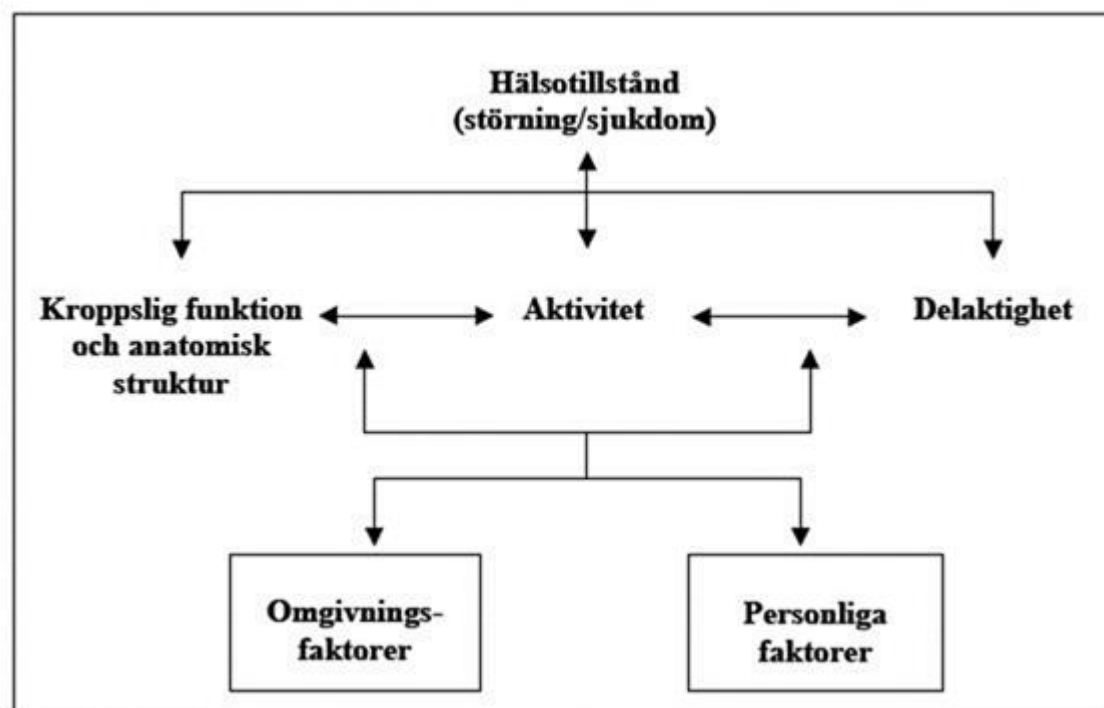 Hälsotillstånd
(störning/sjukdom)
Kroppslig funktion
och anatomisk
struktur
Aktivitet
Delaktighet
Omgivnings-
faktorer
Personliga
faktorer